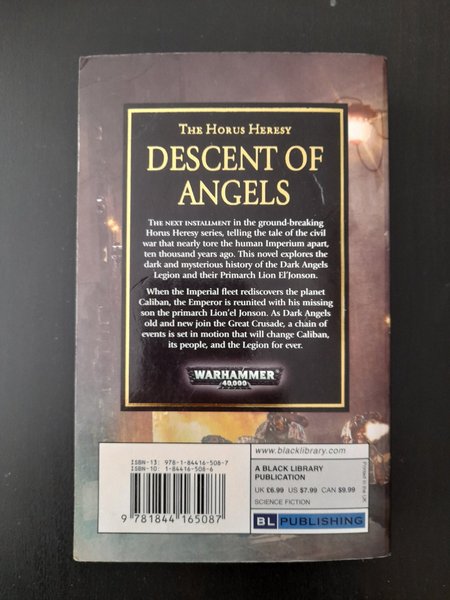 THE HORUS HERESY
DESCENT OF
ANGELS
THE NEXT INSTALLMENT in the ground-breaking
Horus Heresy series, telling the tale of the civil
war that nearly tore the human Imperium apart,
ten thousand years ago. This novel explores the
dark and mysterious history of the Dark Angels
Legion and their Primarch Lion El'Jonson.
When the Imperial fleet rediscovers the planet
Caliban, the Emperor is reunited with his missing
son the primarch Lion'el Jonson. As Dark Angels
old and new join the Great Crusade, a chain of
events is set in motion that will change Caliban,
its people, and the Legion for ever.
WARHAMMER
40,000
ISBN-13: 978-1-84416-508-7
ISBN-10: 1-84416-508-6
9 781844 165087
www.blacklibrary.com
A BLACK LIBRARY
PUBLICATION
UK £6.99 US $7.99 CAN $9.99
SCIENCE FICTION
BL PUBLISHING
Printed in the UK